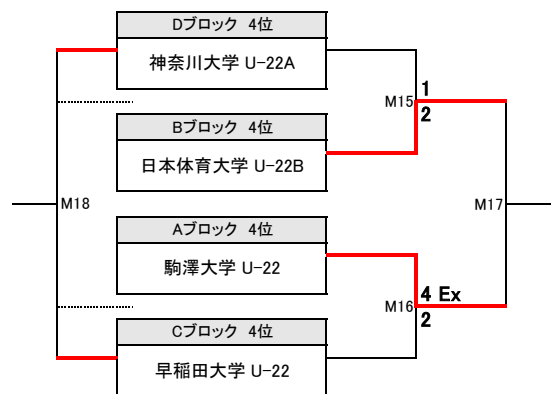 Dブロック 4位
神奈川大学 U-22A
1
M15
2
Bブロック 4位
日本体育大学 U-22B
M18
M17
Aブロック 4位
駒澤大学 U-22
4 Ex
M16
2
Cブロック 4位
早稲田大学 U-22